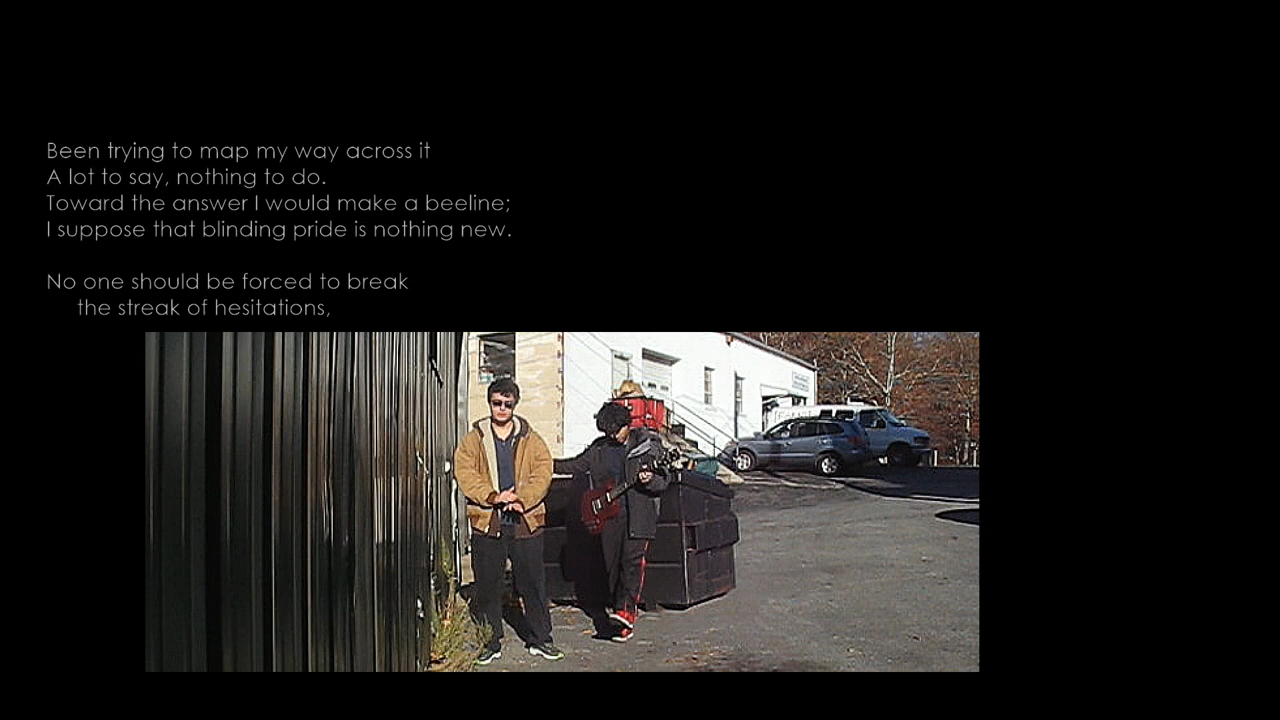 Been trying to map my way across it
A lot to say, nothing to do.
Toward the answer I would make a beeline;
I suppose that blinding pride is nothing new.
No one should be forced to break
the streak of hesitations,